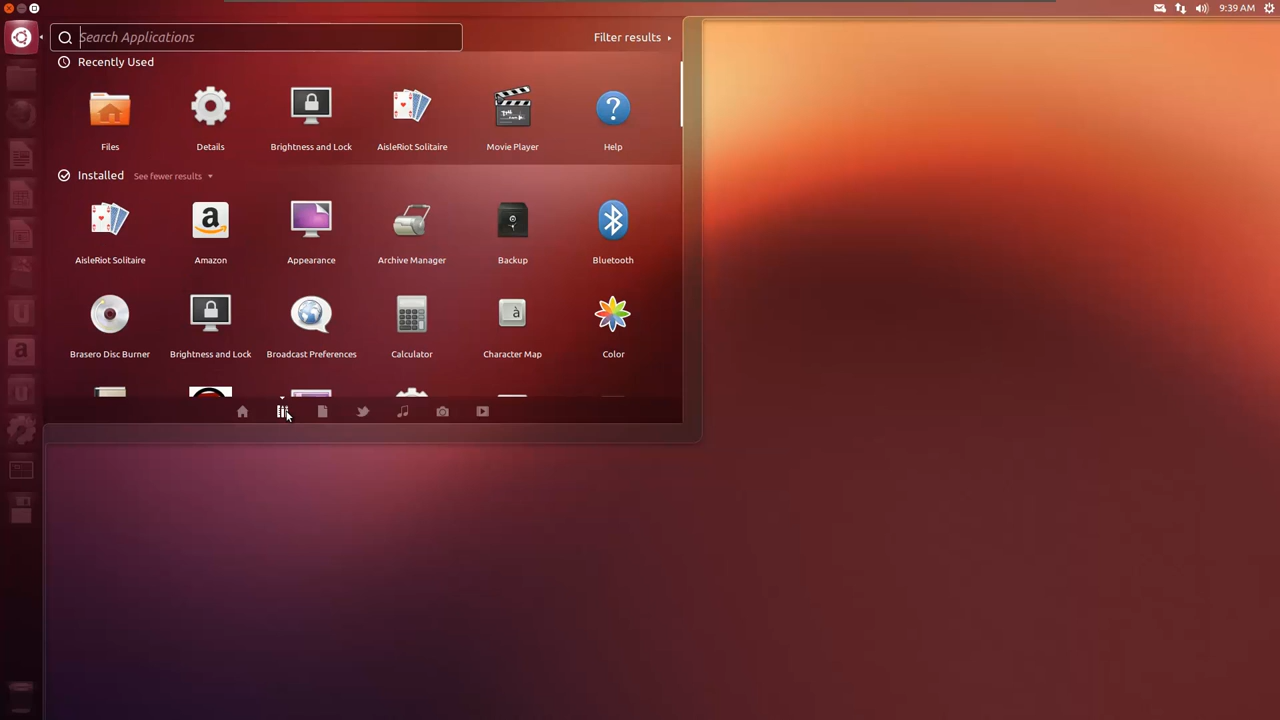 9:39 AM
Search Applications
Filter results
Recently Used
Files
Details
Brightness and Lock
AisleRiot Solitaire
Movie Player
Help
Installed See fewer results
AisleRiot Solitaire
Amazon
Appearance
Archive Manager
Backup
Bluetooth
Brasero Disc Burner
Brightness and Lock
Broadcast Preferences
Calculator
Character Map
Color